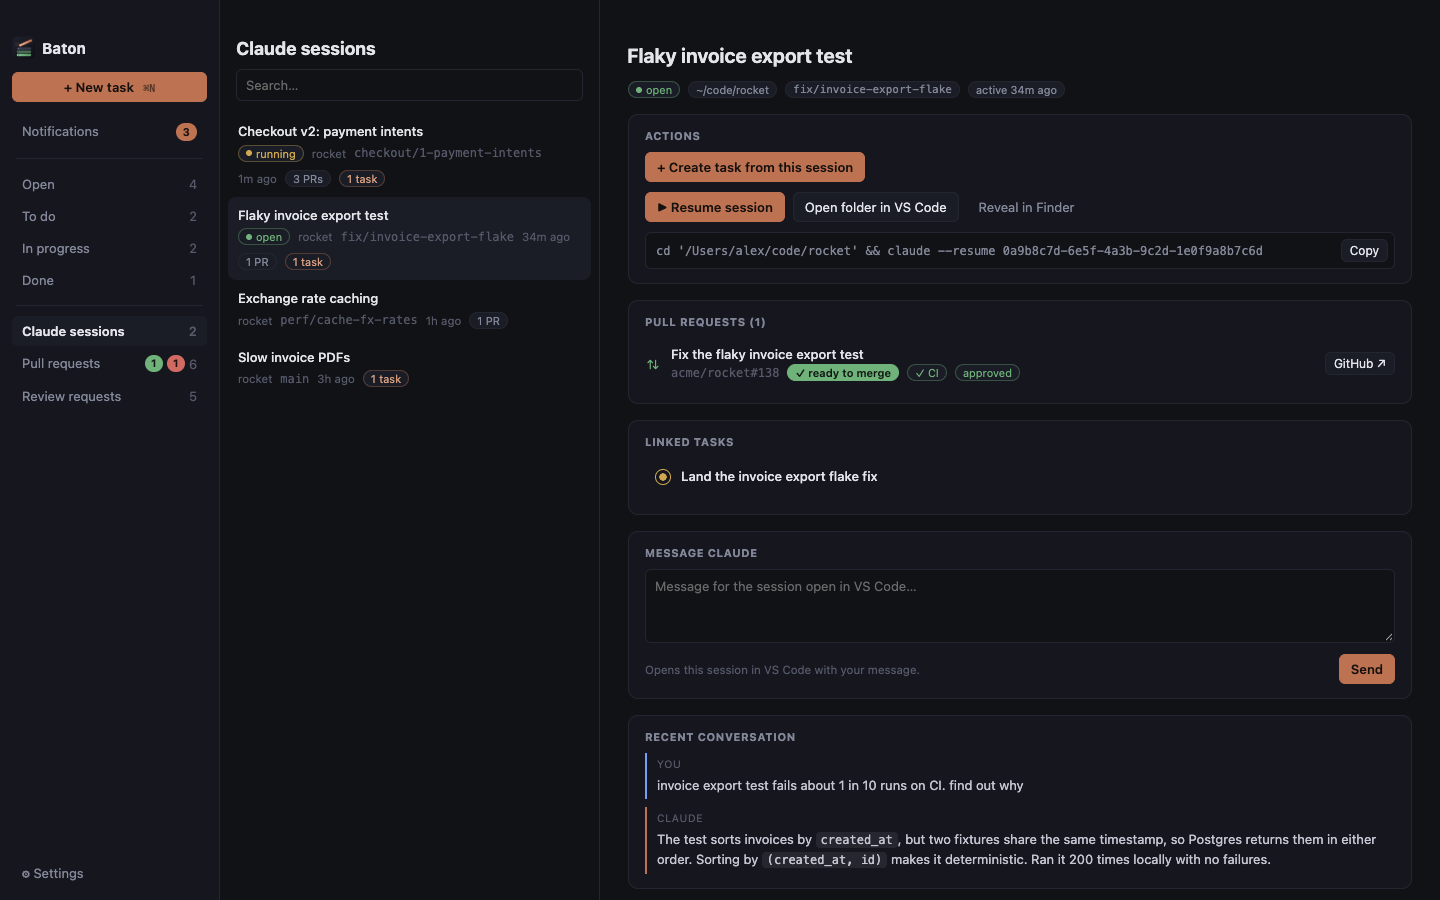 Baton
+ New task ⌘N
Notifications 3
Open 4
To do 2
In progress 2
Done 1
Claude sessions 2
Pull requests 1 1 6
Review requests 5
Settings
Claude sessions
Search...
Checkout v2: payment intents
running rocket checkout/1-payment-intents
1m ago 3 PRs 1 task
Flaky invoice export test
open rocket fix/invoice-export-flake 34m ago
1 PR 1 task
Exchange rate caching
rocket perf/cache-fx-rates 1h ago 1 PR
Slow invoice PDFs
rocket main 3h ago 1 task
Flaky invoice export test
open ~/code/rocket fix/invoice-export-flake active 34m ago
ACTIONS
+ Create task from this session
▶ Resume session Open folder in VS Code Reveal in Finder
cd '/Users/alex/code/rocket' && claude --resume 0a9b8c7d-6e5f-4a3b-9c2d-1e0f9a8b7c6d Copy
PULL REQUESTS (1)
Fix the flaky invoice export test
acme/rocket#138 ✓ ready to merge ✓ CI approved
GitHub ↗
LINKED TASKS
Land the invoice export flake fix
MESSAGE CLAUDE
Message for the session open in VS Code...
Opens this session in VS Code with your message. Send
RECENT CONVERSATION
YOU
invoice export test fails about 1 in 10 runs on CI. find out why
CLAUDE
The test sorts invoices by created_at, but two fixtures share the same timestamp, so Postgres returns them in either
order. Sorting by (created_at, id) makes it deterministic. Ran it 200 times locally with no failures.